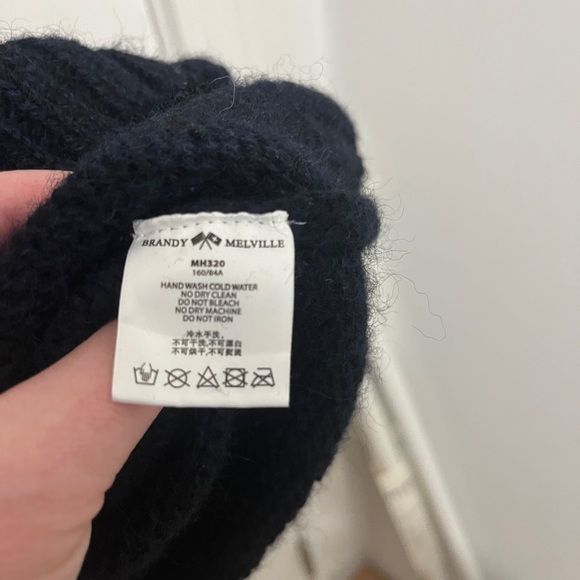 BRANDY MELVILLE
MH320
160/84A
HAND WASH COLD WATER
NO DRY CLEAN
DO NOT BLEACH
NO DRY MACHINE
DO NOT IRON
冷水手洗,
不可干洗,不可漂白
不可烘干,不可熨烫